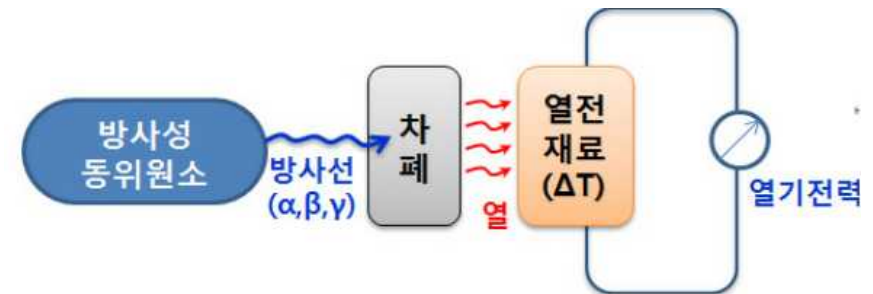 방사성
동위원소
방사선
(α,β,γ)
차
폐
열
열전
재료
(ΔT)
열기전력